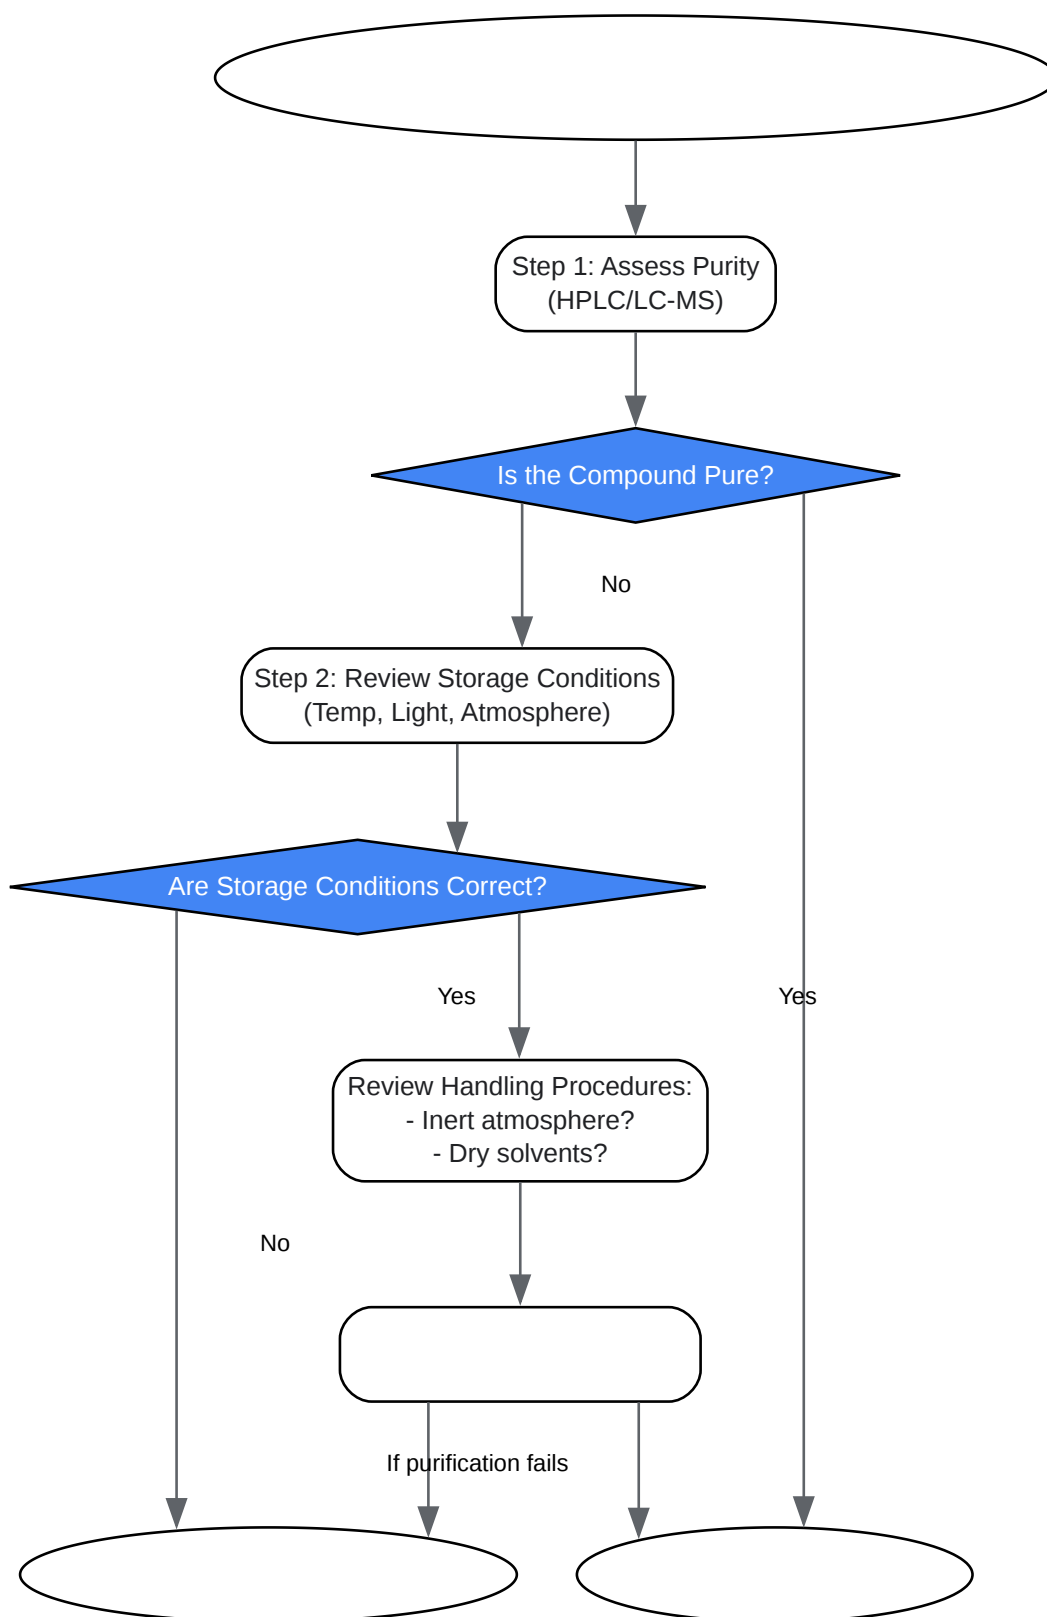 Step 1: Assess Purity
(HPLC/LC-MS)
Is the Compound Pure?
No
Step 2: Review Storage Conditions
(Temp, Light, Atmosphere)
Are Storage Conditions Correct?
Yes
Yes
Review Handling Procedures:
- Inert atmosphere?
- Dry solvents?
No
If purification fails